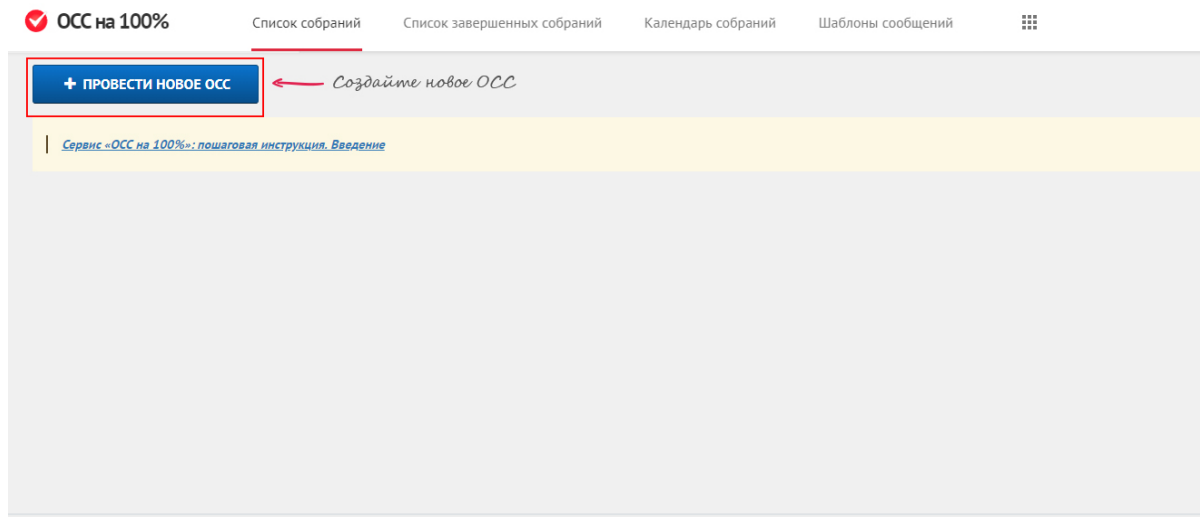 ОСС на 100%
Список собраний
Список завершенных собраний
Календарь собраний
Шаблоны сообщений
+ ПРОВЕСТИ НОВОЕ ОСС
Создайте новое ОСС
Сервис «ОСС на 100%»: пошаговая инструкция. Введение